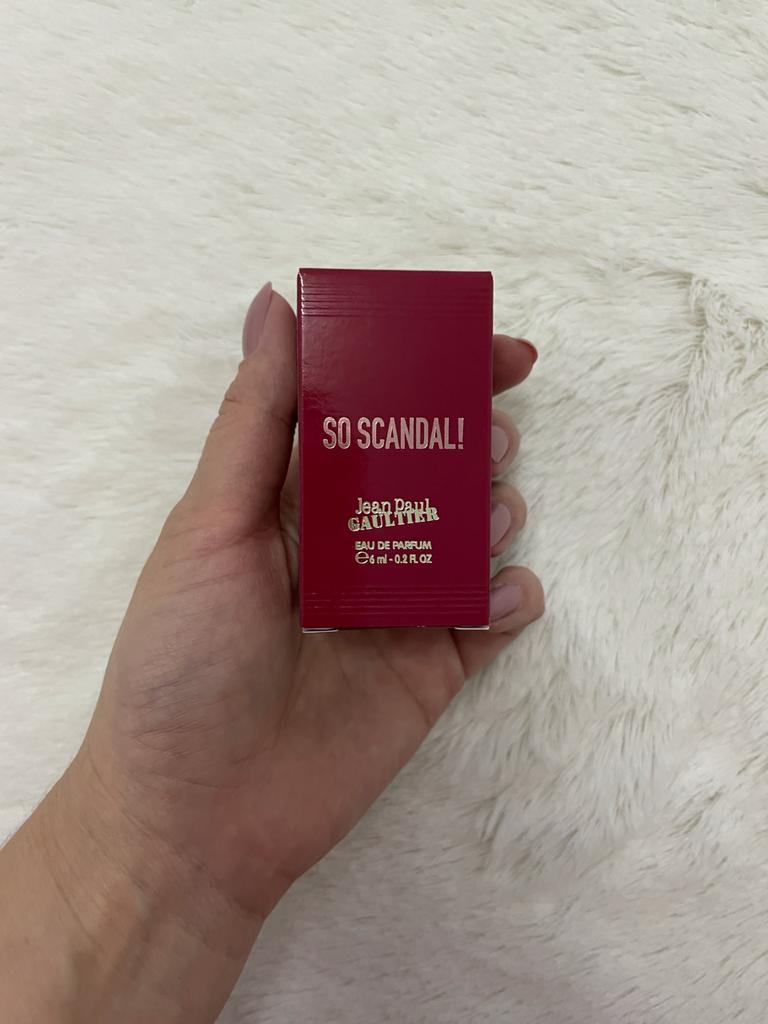 SO SCANDAL!
Jean Paul
GAULTIER
EAU DE PARFUM
℮6 ml - 0.2 FL OZ